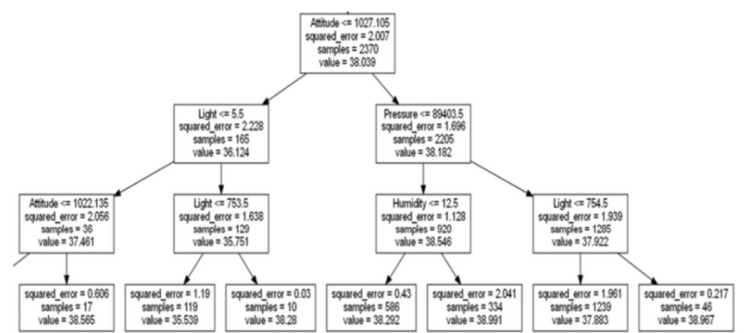 Attitude <= 1027.105
squared_error = 2.007
samples = 2370
value = 38.039
Light <= 5.5
squared_error = 2.228
samples = 165
value = 36.124
Pressure <= 89403.5
squared_error = 1.696
samples = 2205
value = 38.182
Attitude <= 1022.135
squared_error = 2.056
samples = 36
value = 37.461
Light <= 753.5
squared_error = 1.638
samples = 129
value = 35.751
Humidity <= 12.5
squared_error = 1.128
samples = 920
value = 38.546
Light <= 754.5
squared_error = 1.939
samples = 1285
value = 37.922
squared_error = 0.606
samples = 17
value = 38.565
squared_error = 1.19
samples = 119
value = 35.539
squared_error = 0.03
samples = 10
value = 38.28
squared_error = 0.43
samples = 586
value = 38.292
squared_error = 2.041
samples = 334
value = 38.991
squared_error = 1.961
samples = 1239
value = 37.883
squared_error = 0.217
samples = 46
value = 38.967